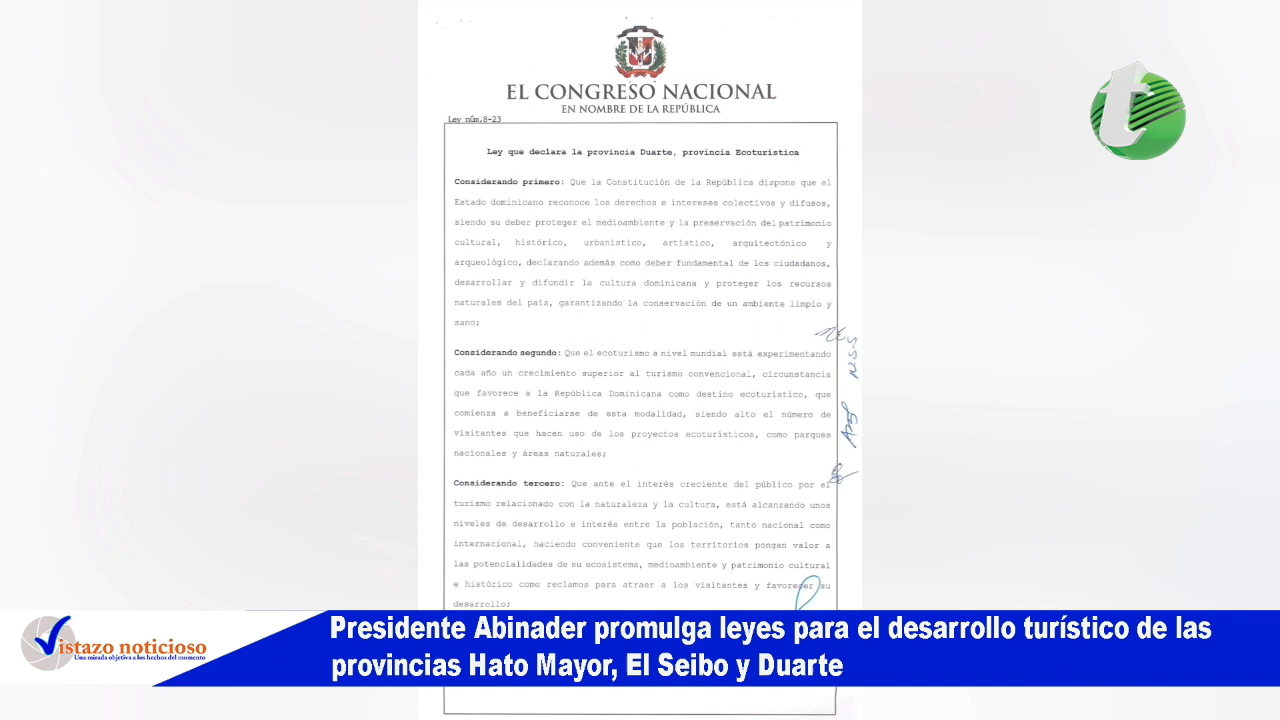 EL CONGRESO NACIONAL
EN NOMBRE DE LA REPÚBLICA
Ley núm.8-23
Ley que declara la provincia Duarte, provincia Ecoturística
Considerando primero: Que la Constitución de la República dispone que el
Estado dominicano reconoce los derechos e intereses colectivos y difusos,
siendo su deber proteger el medioambiente y la preservación del patrimonio
cultural, histórico, urbanístico, artístico, arquitectónico y
arqueológico, declarando además como deber fundamental de los ciudadanos,
desarrollar y difundir la cultura dominicana y proteger los recursos
naturales del país, garantizando la conservación de un ambiente limpio y
sano;
Considerando segundo: Que el ecoturismo a nivel mundial está experimentando
cada año un crecimiento superior al turismo convencional, circunstancia
que favorece a la República Dominicana como destino ecoturístico, que
comienza a beneficiarse de esta modalidad, siendo alto el número de
visitantes que hacen uso de los proyectos ecoturísticos, como parques
nacionales y áreas naturales;
Considerando tercero: Que ante el interés creciente del público por el
turismo relacionado con la naturaleza y la cultura, está alcanzando unos
niveles de desarrollo e interés entre la población, tanto nacional como
internacional, haciendo conveniente que los territorios pongan valor a
las potencialidades de su ecosistema, medioambiente y patrimonio cultural
e histórico como reclamos para atraer a los visitantes y favorecer su
desarrollo;
N.S.S
t
Vistazo noticioso
Una mirada objetiva a los hechos del momento
Presidente Abinader promulga leyes para el desarrollo turístico de las
provincias Hato Mayor, El Seibo y Duarte